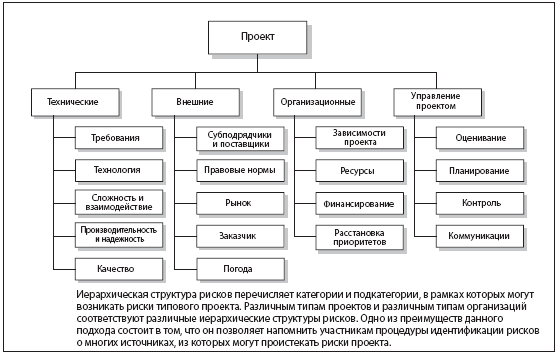 Проект
Технические
Внешние
Организационные
Управление
проектом
Требования
Технология
Сложность и
взаимодействие
Производительность
и надежность
Качество
Субподрядчики
и поставщики
Правовые нормы
Рынок
Заказчик
Погода
Зависимости
проекта
Ресурсы
Финансирование
Расстановка
приоритетов
Оценивание
Планирование
Контроль
Коммуникации
Иерархическая структура рисков перечисляет категории и подкатегории, в рамках которых могут
возникать риски типового проекта. Различным типам проектов и различным типам организаций
соответствуют различные иерархические структуры рисков. Одно из преимуществ данного
подхода состоит в том, что он позволяет напомнить участникам процедуры идентификации рисков
о многих источниках, из которых могут проистекать риски проекта.